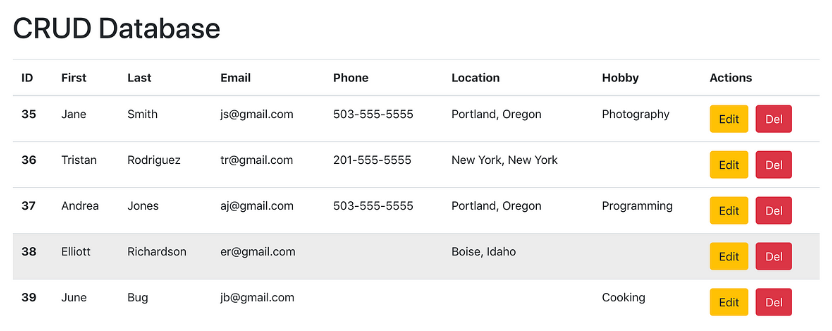 CRUD Database
ID First Last Email Phone Location Hobby Actions
35 Jane Smith js@gmail.com 503-555-5555 Portland, Oregon Photography Edit Del
36 Tristan Rodriguez tr@gmail.com 201-555-5555 New York, New York Edit Del
37 Andrea Jones aj@gmail.com 503-555-5555 Portland, Oregon Programming Edit Del
38 Elliott Richardson er@gmail.com Boise, Idaho Edit Del
39 June Bug jb@gmail.com Cooking Edit Del